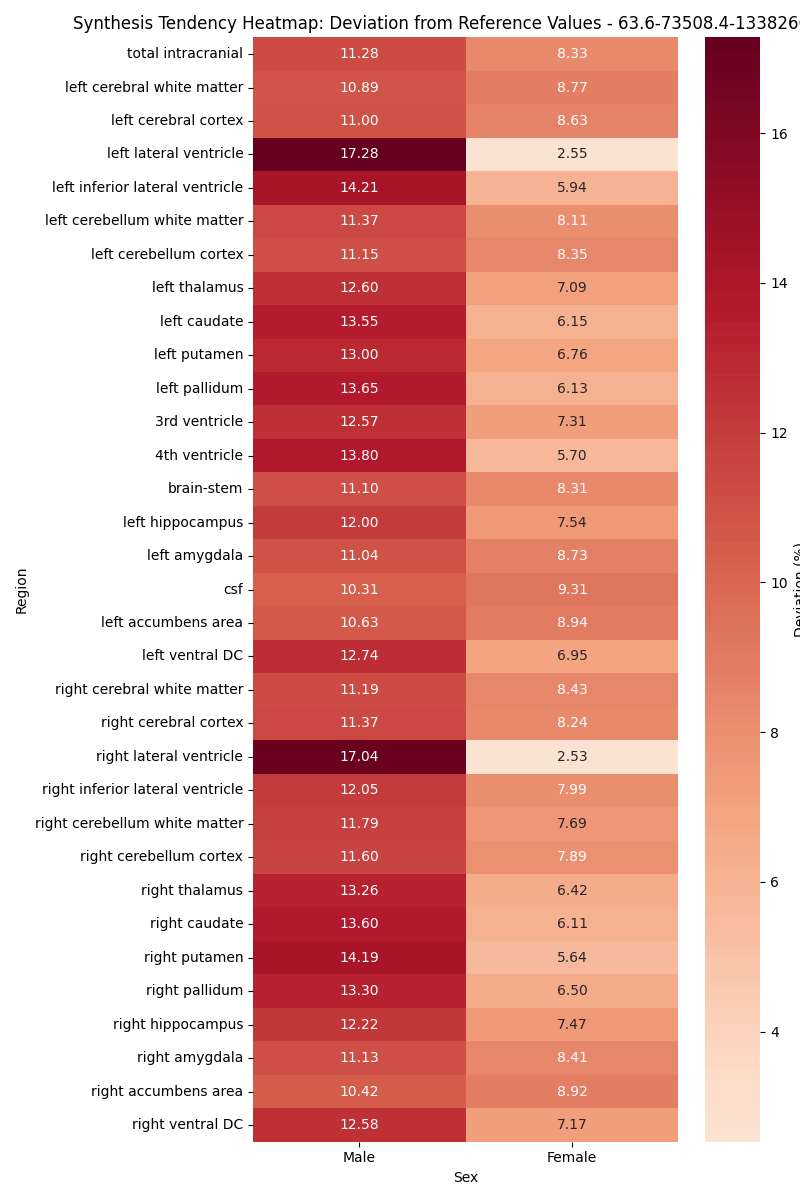 Synthesis Tendency Heatmap: Deviation from Reference Values - 63.6-73508.4-133826
total intracranial 11.28 8.33
left cerebral white matter 10.89 8.77
left cerebral cortex 11.00 8.63
left lateral ventricle 17.28 2.55
left inferior lateral ventricle 14.21 5.94
left cerebellum white matter 11.37 8.11
left cerebellum cortex 11.15 8.35
left thalamus 12.60 7.09
left caudate 13.55 6.15
left putamen 13.00 6.76
left pallidum 13.65 6.13
3rd ventricle 12.57 7.31
4th ventricle 13.80 5.70
brain-stem 11.10 8.31
left hippocampus 12.00 7.54
left amygdala 11.04 8.73
csf 10.31 9.31
left accumbens area 10.63 8.94
left ventral DC 12.74 6.95
right cerebral white matter 11.19 8.43
right cerebral cortex 11.37 8.24
right lateral ventricle 17.04 2.53
right inferior lateral ventricle 12.05 7.99
right cerebellum white matter 11.79 7.69
right cerebellum cortex 11.60 7.89
right thalamus 13.26 6.42
right caudate 13.60 6.11
right putamen 14.19 5.64
right pallidum 13.30 6.50
right hippocampus 12.22 7.47
right amygdala 11.13 8.41
right accumbens area 10.42 8.92
right ventral DC 12.58 7.17
Male Female
Sex
Region
16
14
12
10
8
6
4
Deviation (%)